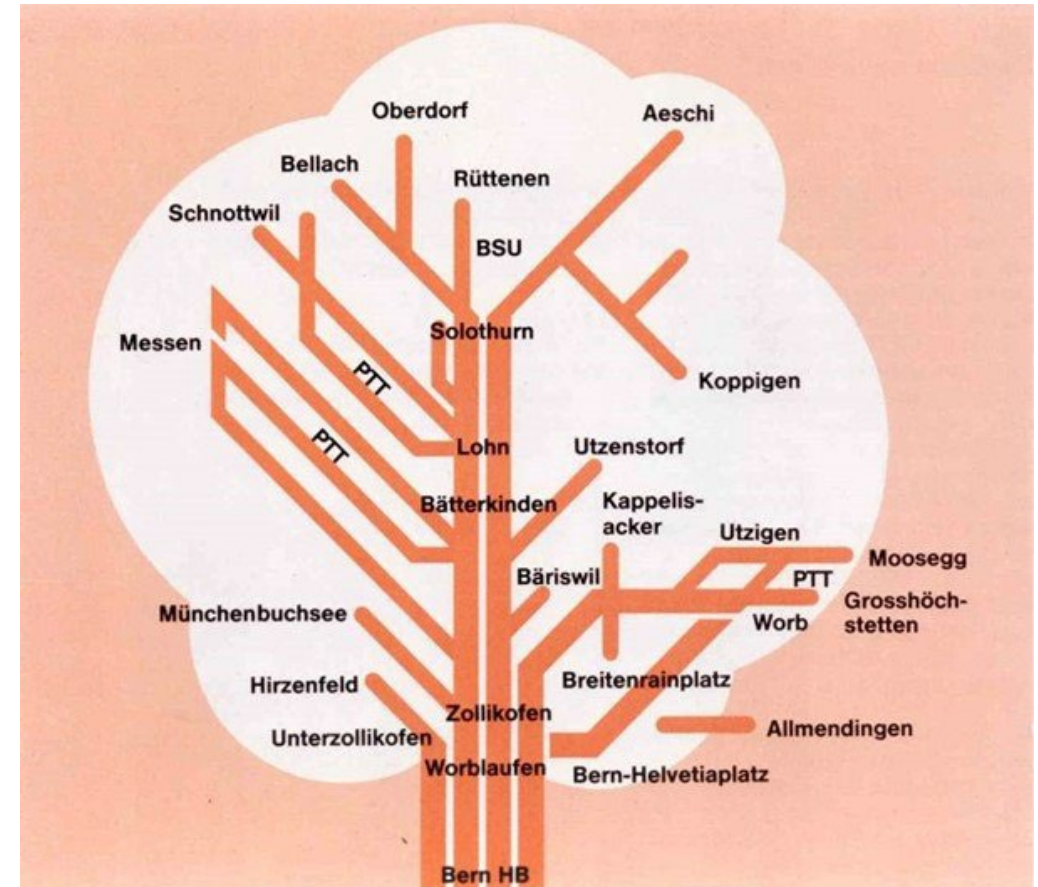 Oberdorf
Aeschi
Bellach
Rüttenen
Schnottwil
BSU
Solothurn
Messen
PTT
Koppigen
PTT
Lohn
Utzenstorf
Bätterkinden
Kappelis-
acker
Utzigen
Moosegg
Bäriswil
PTT
Grosshöch-
stetten
Münchenbuchsee
Worb
Hirzenfeld
Breitenrainplatz
Zollikofen
Allmendingen
Unterzollikofen
Worblaufen
Bern-Helvetiaplatz
Bern HB